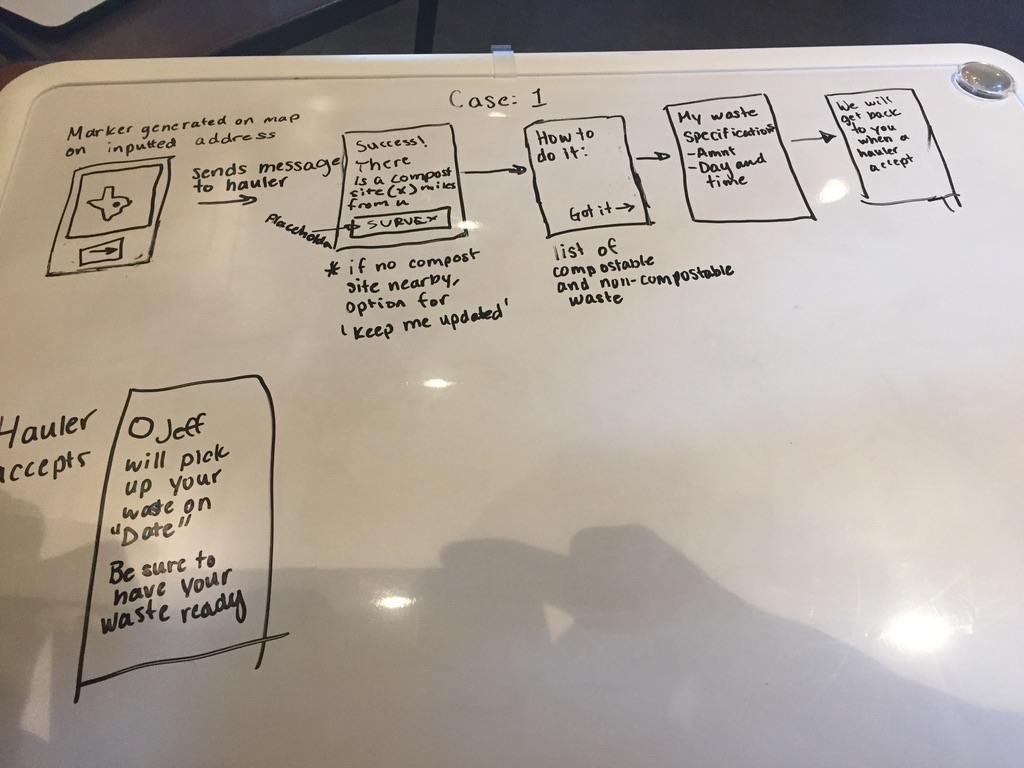 Case: 1
Marker generated on map
on inputted address
sends message
to hauler
Success!
There
is a compost
site (x) miles
from u
SURVEY
Placeholder
* if no compost
site nearby,
option for
'keep me updated'
How to
do it:
Got it →
list of
compostable
and non-compostable
waste
My waste
specification*
- Amnt
- Day and
time
We will
get back
to you
when a
hauler
accept
Hauler
accepts
Jeff
will pick
up your
waste on
"Date"
Be sure to
have your
waste ready